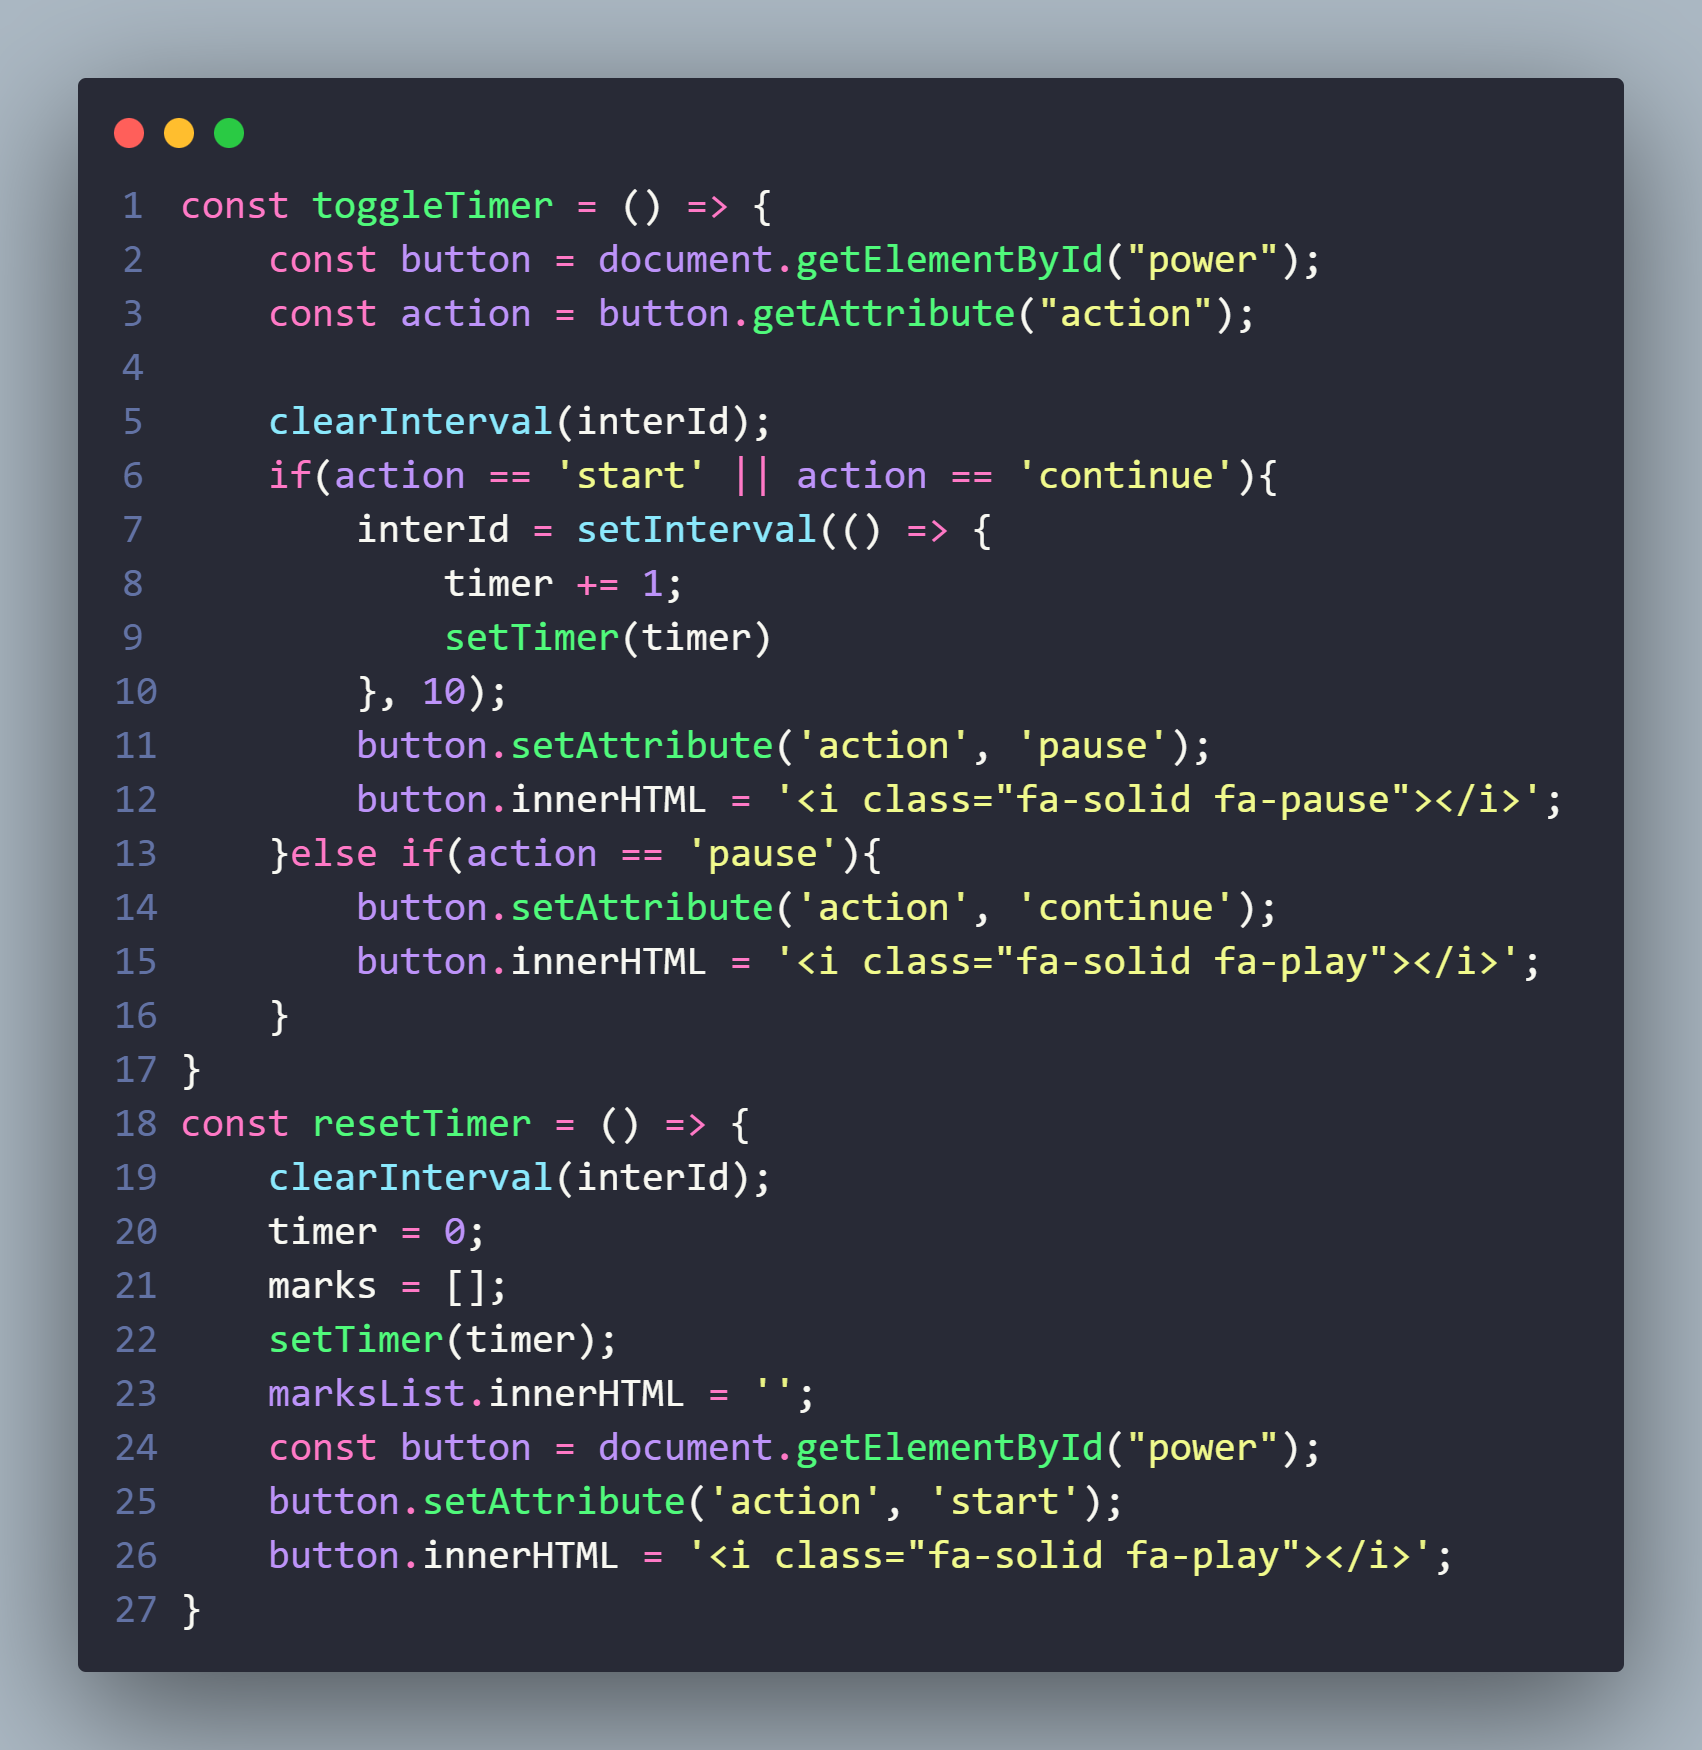 1 const toggleTimer = () => {
2     const button = document.getElementById("power");
3     const action = button.getAttribute("action");
4
5     clearInterval(interId);
6     if(action == 'start' || action == 'continue'){
7         interId = setInterval(() => {
8             timer += 1;
9             setTimer(timer)
10         }, 10);
11         button.setAttribute('action', 'pause');
12         button.innerHTML = '<i class="fa-solid fa-pause"></i>';
13     }else if(action == 'pause'){
14         button.setAttribute('action', 'continue');
15         button.innerHTML = '<i class="fa-solid fa-play"></i>';
16     }
17 }
18 const resetTimer = () => {
19     clearInterval(interId);
20     timer = 0;
21     marks = [];
22     setTimer(timer);
23     marksList.innerHTML = '';
24     const button = document.getElementById("power");
25     button.setAttribute('action', 'start');
26     button.innerHTML = '<i class="fa-solid fa-play"></i>';
27 }